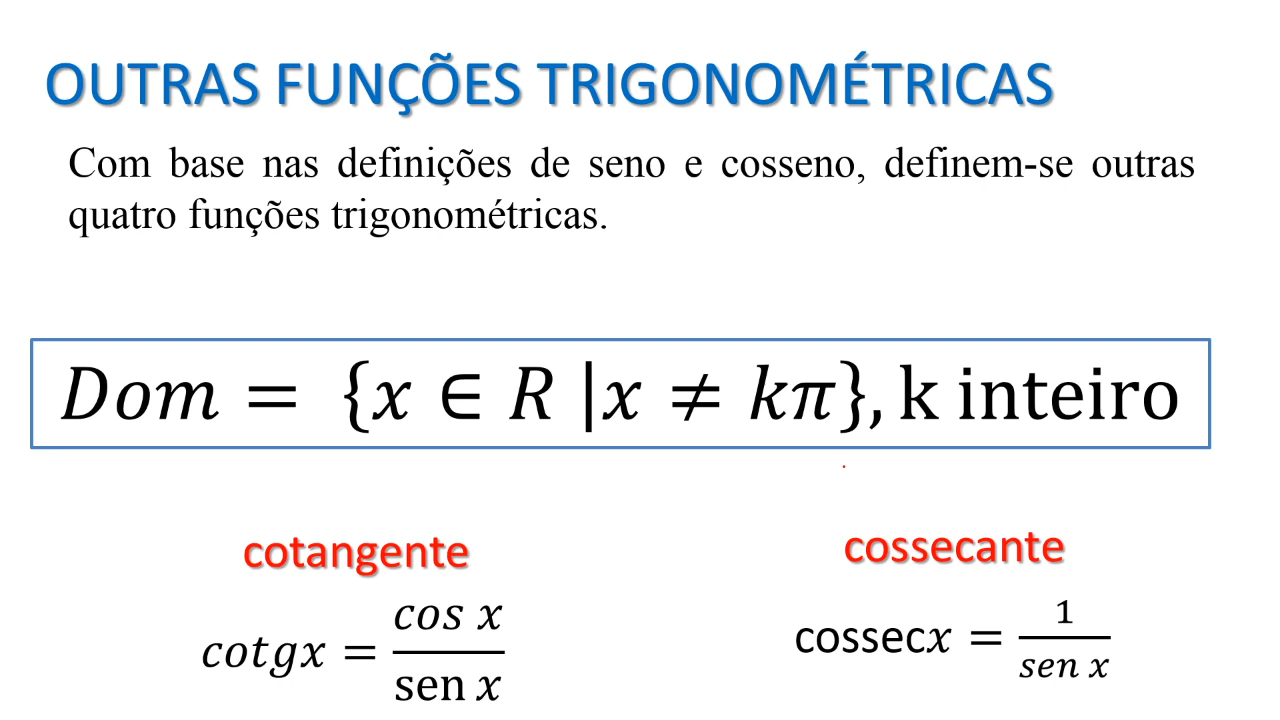 OUTRAS FUNÇÕES TRIGONOMÉTRICAS
Com base nas definições de seno e cosseno, definem-se outras
quatro funções trigonométricas.
Dom = {x ∈ R |x ≠ kπ}, k inteiro
cotangente
cotgx = cos x / sen x
cossecante
cossecx = 1 / sen x